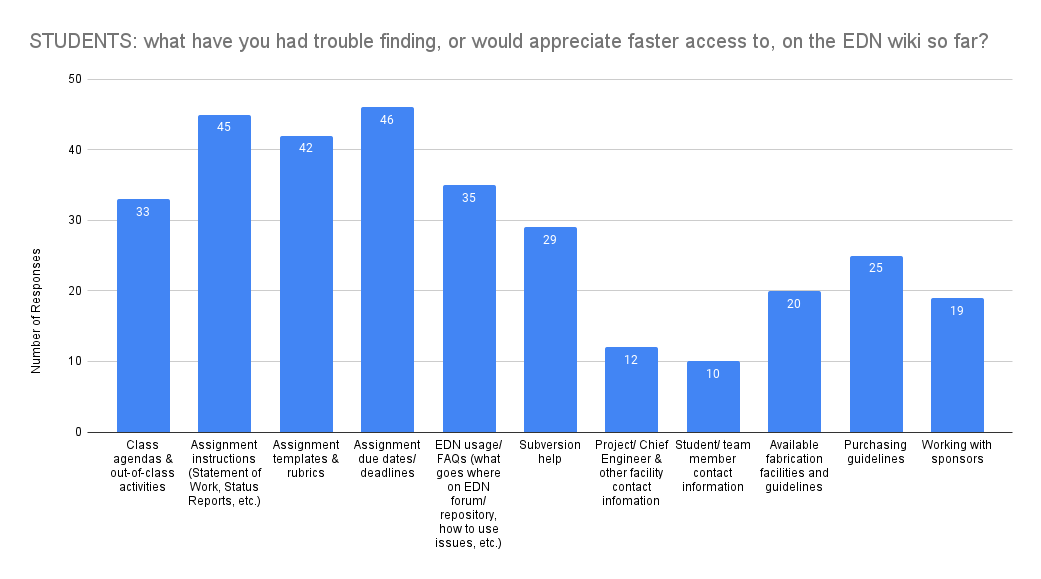 STUDENTS: what have you had trouble finding, or would appreciate faster access to, on the EDN wiki so far?
Number of Responses
50
40
30
20
10
0
33
45
42
46
35
29
12
10
20
25
19
Class
agendas &
out-of-class
activities
Assignment
instructions
(Statement of
Work, Status
Reports, etc.)
Assignment
templates &
rubrics
Assignment
due dates/
deadlines
EDN usage/
FAQs (what
goes where
on EDN
forum/
repository,
how to use
issues, etc.)
Subversion
help
Project/ Chief
Engineer &
other facility
contact
infomation
Student/ team
member
contact
information
Available
fabrication
facilities and
guidelines
Purchasing
guidelines
Working with
sponsors